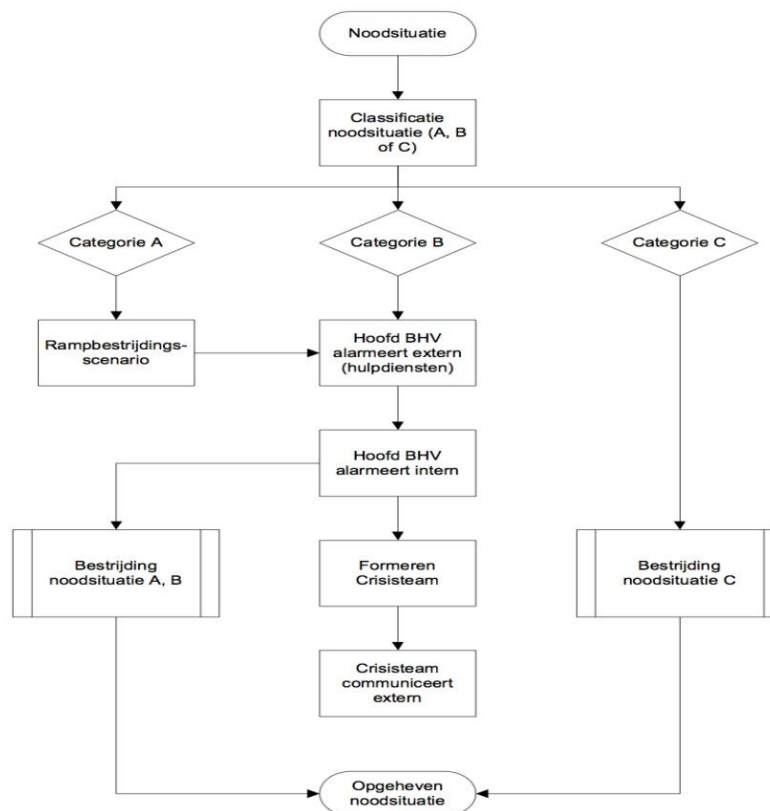 Noodsituatie
Classificatie
noodsituatie (A, B
of C)
Categorie A
Categorie B
Categorie C
Rampbestrijdings-
scenario
Hoofd BHV
alarmeert extern
(hulpdiensten)
Hoofd BHV
alarmeert intern
Bestrijding
noodsituatie A, B
Formeren
Crisisteam
Bestrijding
noodsituatie C
Crisisteam
communiceert
extern
Opgeheven
noodsituatie